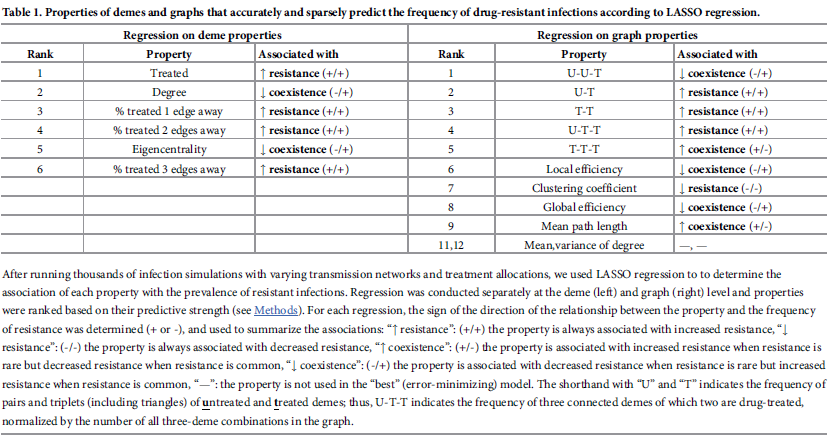 Table 1. Properties of demes and graphs that accurately and sparsely predict the frequency of drug-resistant infections according to LASSO regression.
Regression on deme properties Regression on graph properties
Rank Property Associated with Rank Property Associated with
1 Treated ↑ resistance (+/+) 1 U-U-T ↓ coexistence (-/+)
2 Degree ↓ coexistence (-/+) 2 U-T ↑ resistance (+/+)
3 % treated 1 edge away ↑ resistance (+/+) 3 T-T ↑ resistance (+/+)
4 % treated 2 edges away ↑ resistance (+/+) 4 U-T-T ↑ resistance (+/+)
5 Eigencentrality ↓ coexistence (-/+) 5 T-T-T ↑ coexistence (+/-)
6 % treated 3 edges away ↑ resistance (+/+) 6 Local efficiency ↓ coexistence (-/+)
7 Clustering coefficient ↓ resistance (-/-)
8 Global efficiency ↓ coexistence (-/+)
9 Mean path length ↑ coexistence (+/-)
11,12 Mean,variance of degree —, —
After running thousands of infection simulations with varying transmission networks and treatment allocations, we used LASSO regression to to determine the
association of each property with the prevalence of resistant infections. Regression was conducted separately at the deme (left) and graph (right) level and properties
were ranked based on their predictive strength (see Methods). For each regression, the sign of the direction of the relationship between the property and the frequency
of resistance was determined (+ or -), and used to summarize the associations: “↑ resistance”: (+/+) the property is always associated with increased resistance, “↓
resistance”: (-/-) the property is always associated with decreased resistance, “↑ coexistence”: (+/-) the property is associated with increased resistance when resistance is
rare but decreased resistance when resistance is common, “↓ coexistence”: (-/+) the property is associated with decreased resistance when resistance is rare but increased
resistance when resistance is common, “—”: the property is not used in the “best” (error-minimizing) model. The shorthand with “U” and “T” indicates the frequency of
pairs and triplets (including triangles) of untreated and treated demes; thus, U-T-T indicates the frequency of three connected demes of which two are drug-treated,
normalized by the number of all three-deme combinations in the graph.